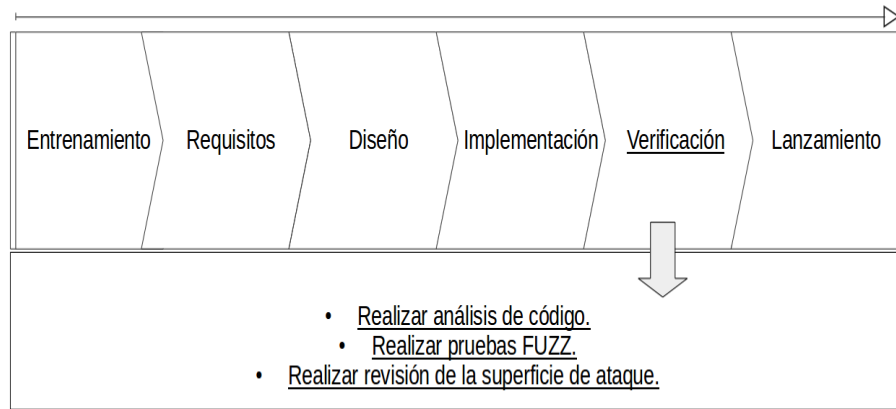 Entrenamiento Requisitos Diseño Implementación Verificación Lanzamiento
• Realizar análisis de código.
• Realizar pruebas FUZZ.
• Realizar revisión de la superficie de ataque.